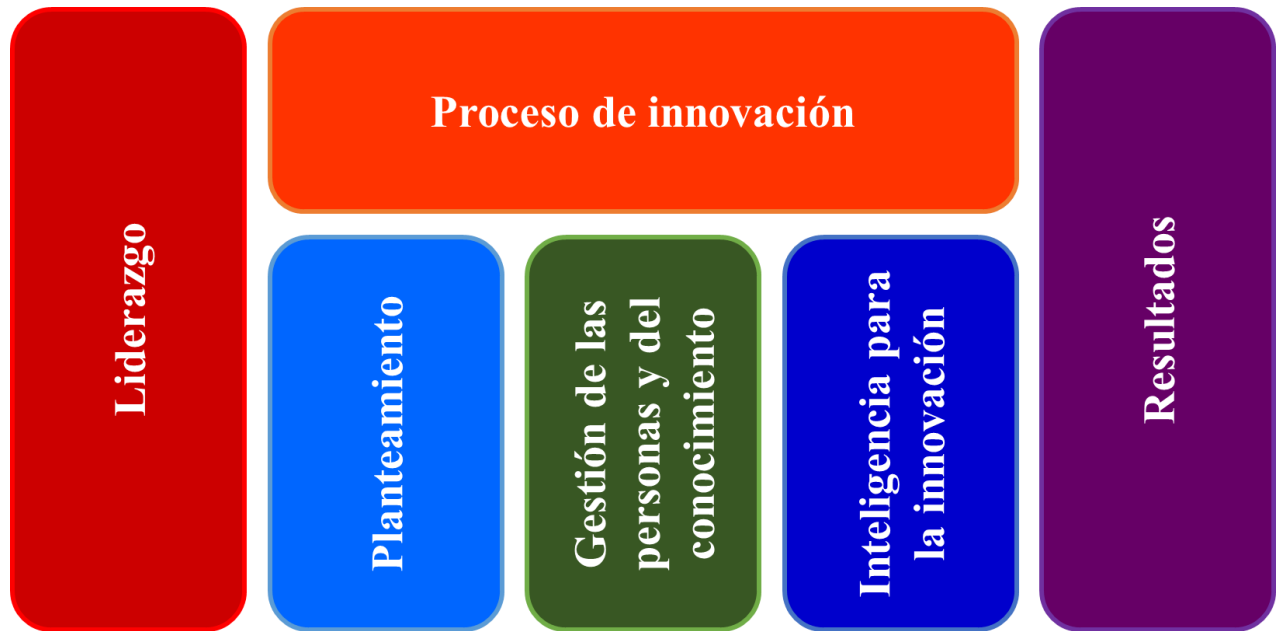 Liderazgo
Proceso de innovación
Planteamiento
Gestión de las
personas y del
conocimiento
Inteligencia para
la innovación
Resultados